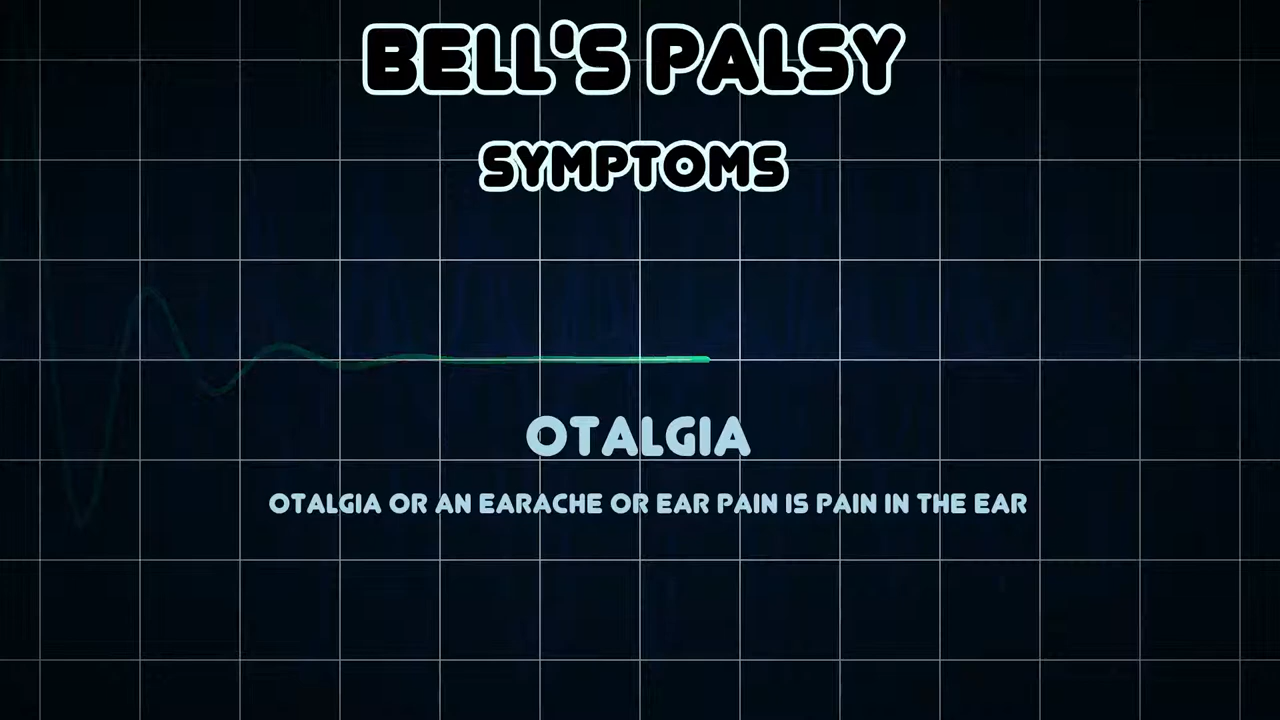 BELL'S PALSY
SYMPTOMS
OTALGIA
OTALGIA OR AN EARACHE OR EAR PAIN IS PAIN IN THE EAR